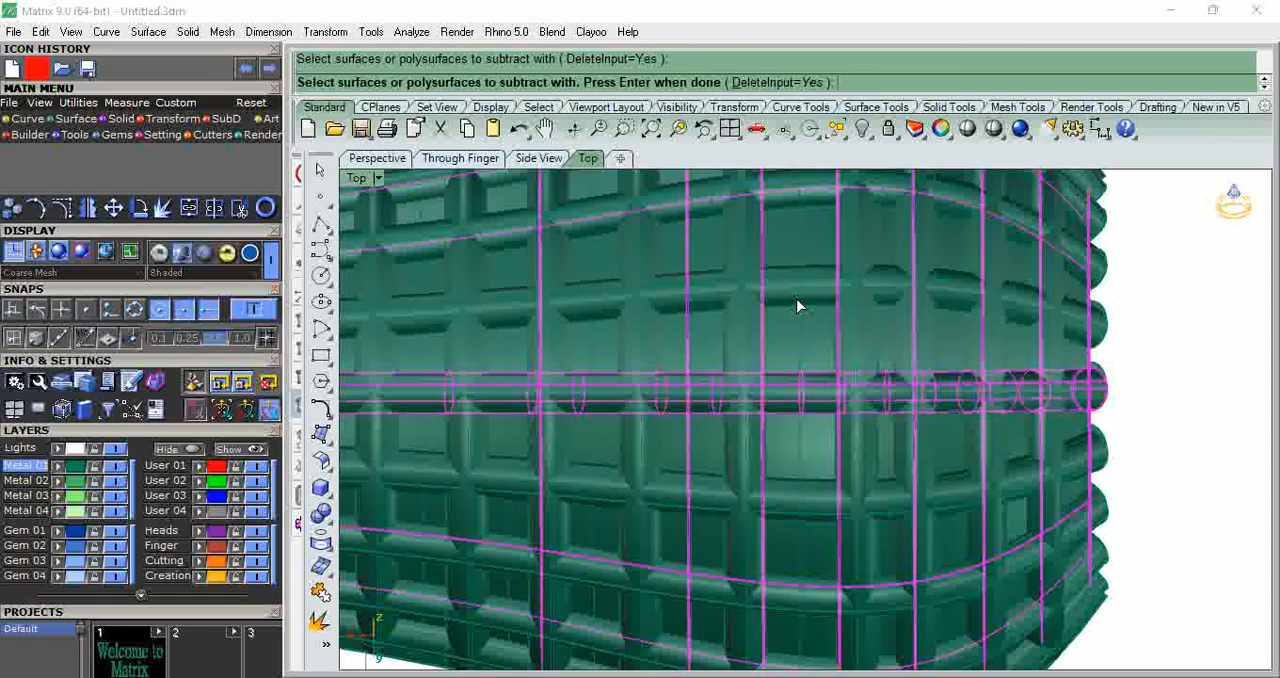 Matrix 9.0 (64-bit) - Untitled.3dm
File Edit View Curve Surface Solid Mesh Dimension Transform Tools Analyze Render Rhino 5.0 Blend Clayoo Help
ICON HISTORY
MAIN MENU
File View Utilities Measure Custom Reset
Curve Surface Solid Transform SubD Art
Builder Tools Gems Setting Cutters Render
DISPLAY
Coarse Mesh Shaded
SNAPS
0.1 0.25 1.0
INFO & SETTINGS
LAYERS
Lights Hide Show
Metal 01 User 01
Metal 02 User 02
Metal 03 User 03
Metal 04 User 04
Gem 01 Heads
Gem 02 Finger
Gem 03 Cutting
Gem 04 Creation
PROJECTS
Default
1 2 3
Welcome to
Matrix
Select surfaces or polysurfaces to subtract with ( DeleteInput=Yes ):
Select surfaces or polysurfaces to subtract with. Press Enter when done ( DeleteInput=Yes ):
Standard CPlanes Set View Display Select Viewport Layout Visibility Transform Curve Tools Surface Tools Solid Tools Mesh Tools Render Tools Drafting New in V5
Perspective Through Finger Side View Top
Top
z
y